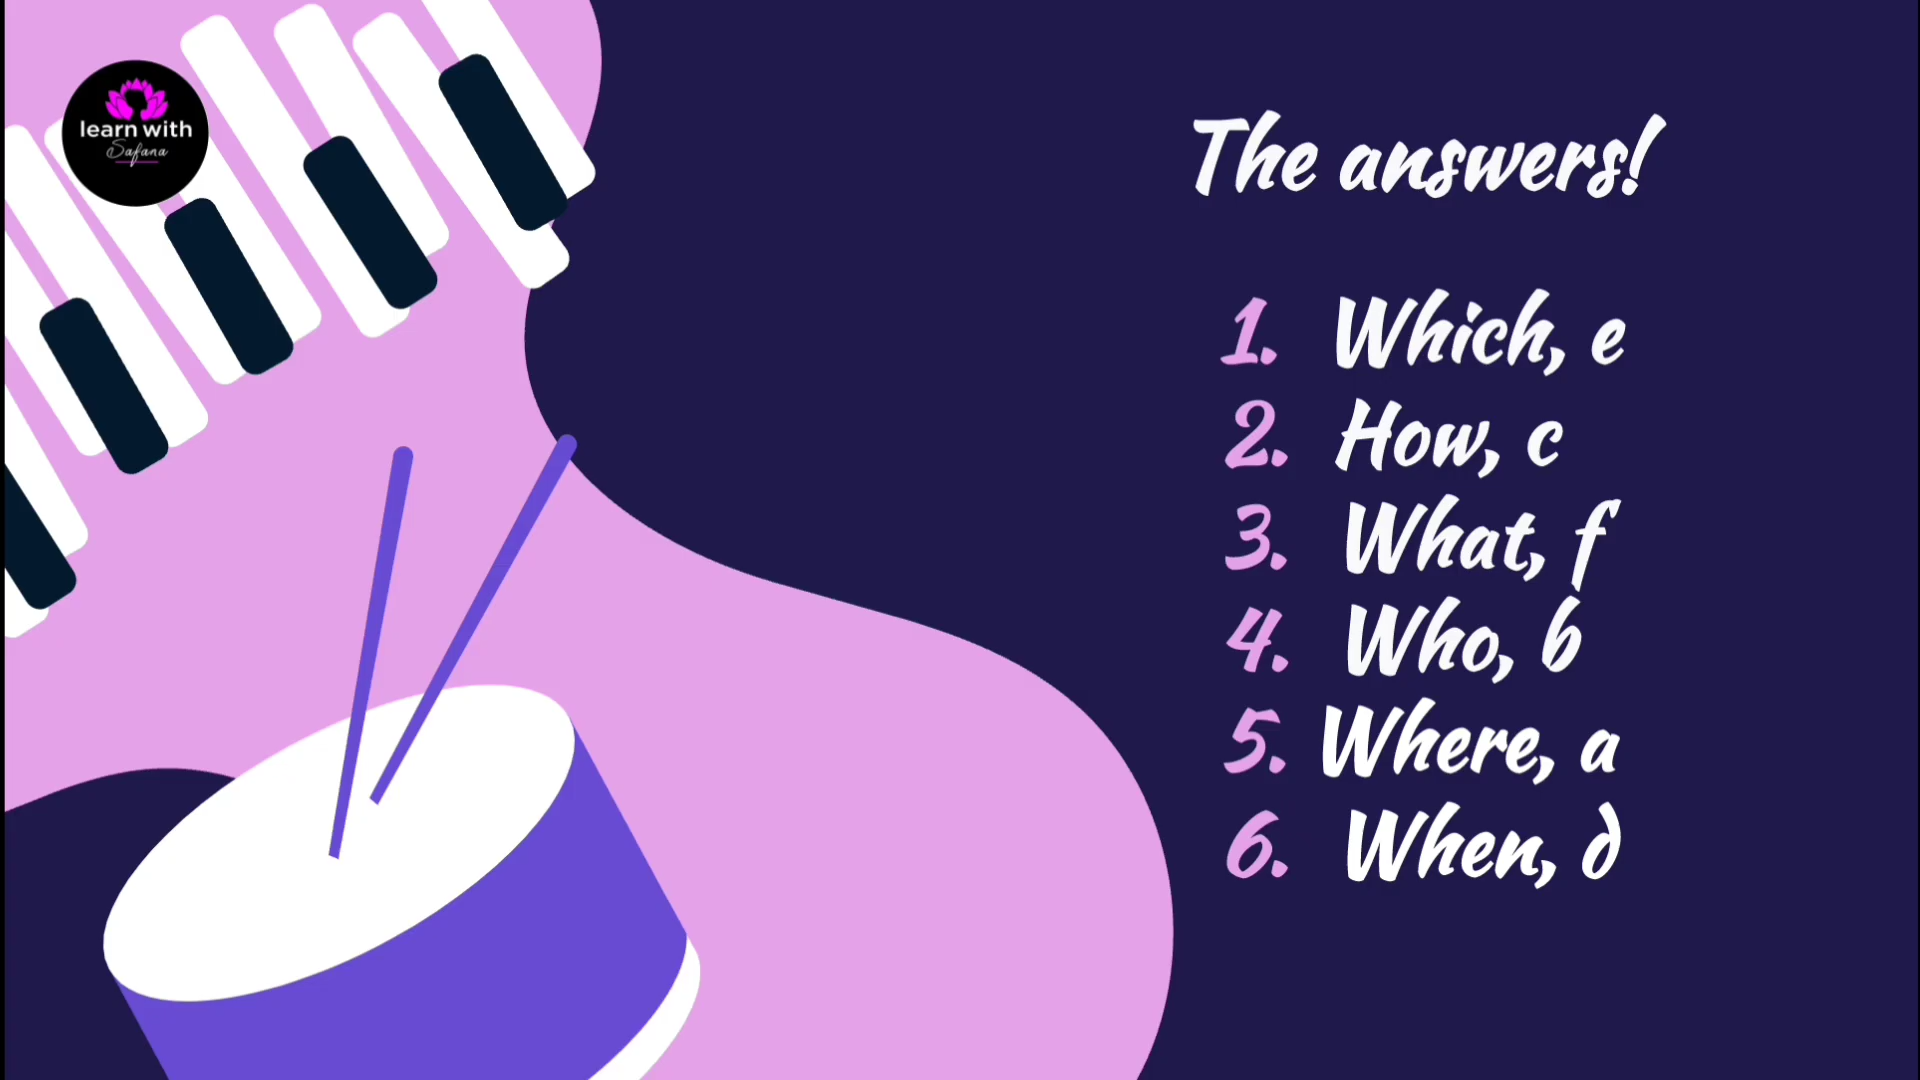 learn with
Safana
The answers!
1. Which, e
2. How, c
3. What, f
4. Who, b
5. Where, a
6. When, d